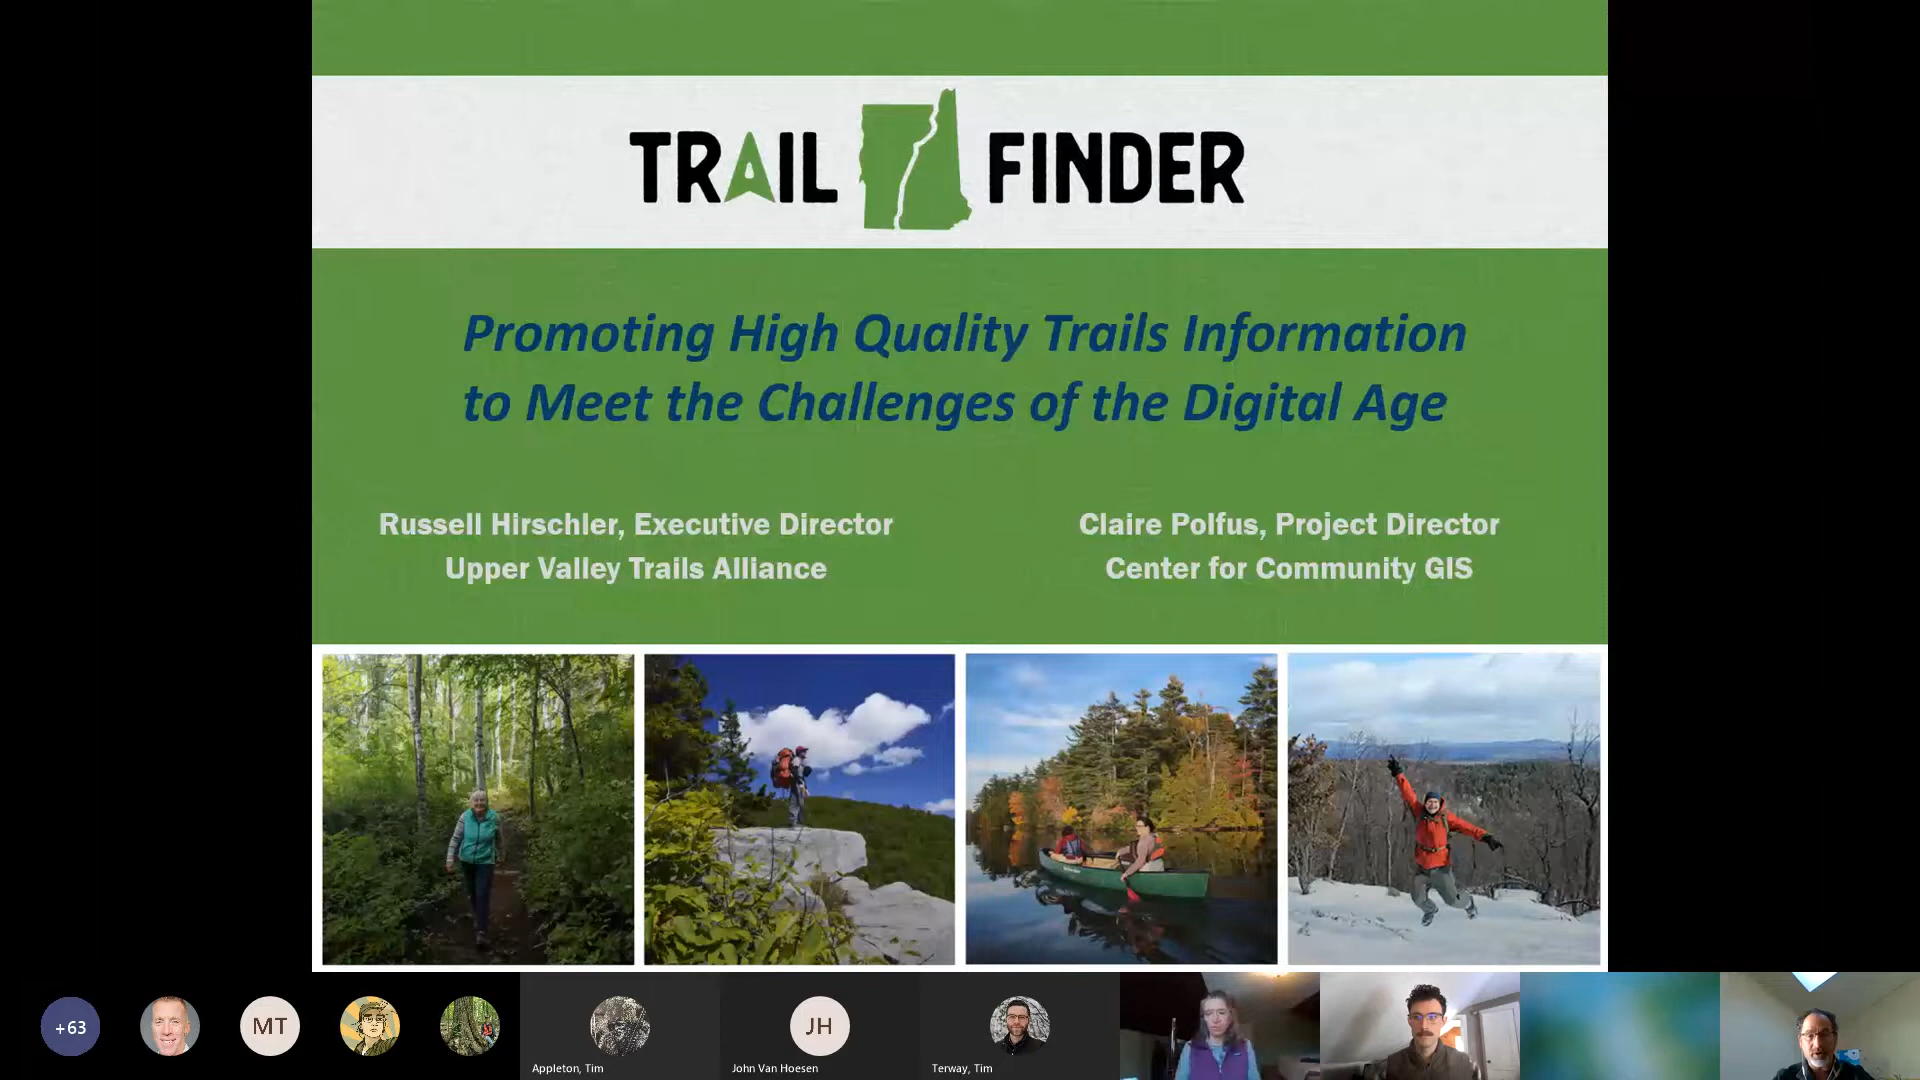 TRAIL FINDER
Promoting High Quality Trails Information
to Meet the Challenges of the Digital Age
Russell Hirschler, Executive Director
Upper Valley Trails Alliance
Claire Polfus, Project Director
Center for Community GIS
+63
MT
JH
Appleton, Tim
John Van Hoesen
Terway, Tim